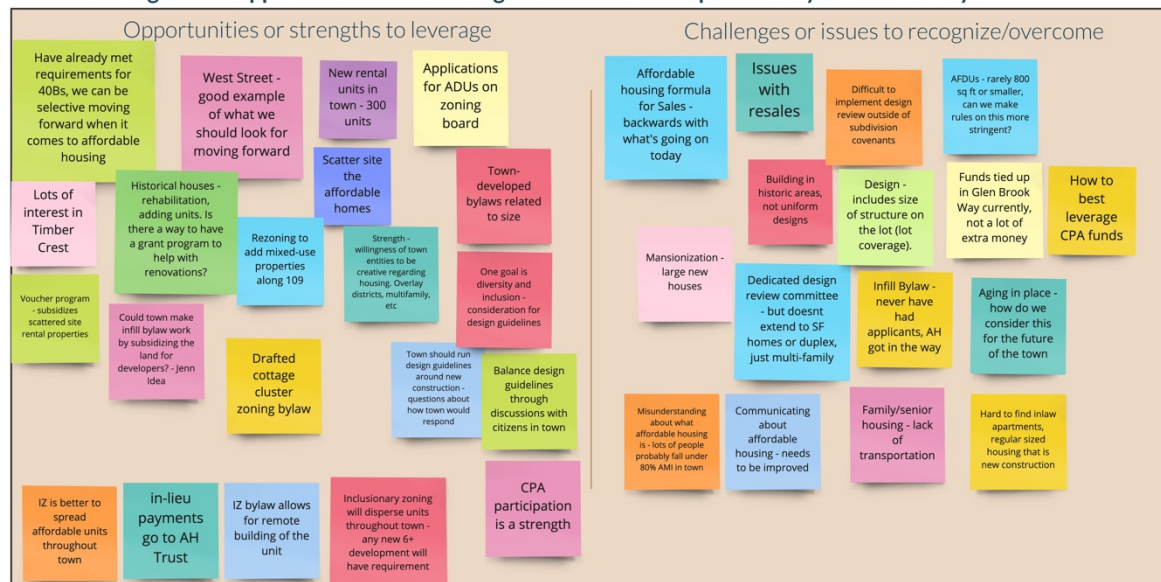 Opportunities or strengths to leverage
Have already met
requirements for
40Bs, we can be
selective moving
forward when it
comes to affordable
housing
West Street -
good example
of what we
should look for
moving forward
New rental
units in
town - 300
units
Applications
for ADUs on
zoning
board
Scatter site
the
affordable
homes
Town-
developed
bylaws related
to size
Lots of
interest in
Timber
Crest
Historical houses -
rehabilitation,
adding units. Is
there a way to have
a grant program to
help with
renovations?
Rezoning to
add mixed-use
properties
along 109
Strength -
willingness of town
entities to be
creative regarding
housing. Overlay
districts, multifamily,
etc
One goal is
diversity and
inclusion -
consideration for
design guidelines
Voucher program
- subsidizes
scattered site
rental properties
Could town make
infill bylaw work
by subsidizing the
land for
developers? - Jenn
Idea
Drafted
cottage
cluster
zoning bylaw
Town should run
design guidelines
around new
construction -
questions about
how town would
respond
Balance design
guidelines
through
discussions with
citizens in town
IZ is better to
spread
affordable units
throughout
town
in-lieu
payments
go to AH
Trust
IZ bylaw allows
for remote
building of the
unit
Inclusionary zoning
will disperse units
throughout town -
any new 6+
development will
have requirement
CPA
participation
is a strength
Challenges or issues to recognize/overcome
Affordable
housing formula
for Sales -
backwards with
what's going on
today
Issues
with
resales
Difficult to
implement design
review outside of
subdivision
covenants
AFDUs - rarely 800
sq ft or smaller,
can we make
rules on this more
stringent?
Building in
historic areas,
not uniform
designs
Design -
includes size
of structure on
the lot (lot
coverage).
Funds tied up
in Glen Brook
Way currently,
not a lot of
extra money
How to
best
leverage
CPA funds
Mansionization -
large new
houses
Dedicated design
review committee
- but doesnt
extend to SF
homes or duplex,
just multi-family
Infill Bylaw -
never have
had
applicants, AH
got in the way
Aging in place -
how do we
consider this
for the future
of the town
Misunderstanding
about what
affordable housing
is - lots of people
probably fall under
80% AMI in town
Communicating
about
affordable
housing - needs
to be improved
Family/senior
housing - lack
of
transportation
Hard to find inlaw
apartments,
regular sized
housing that is
new construction